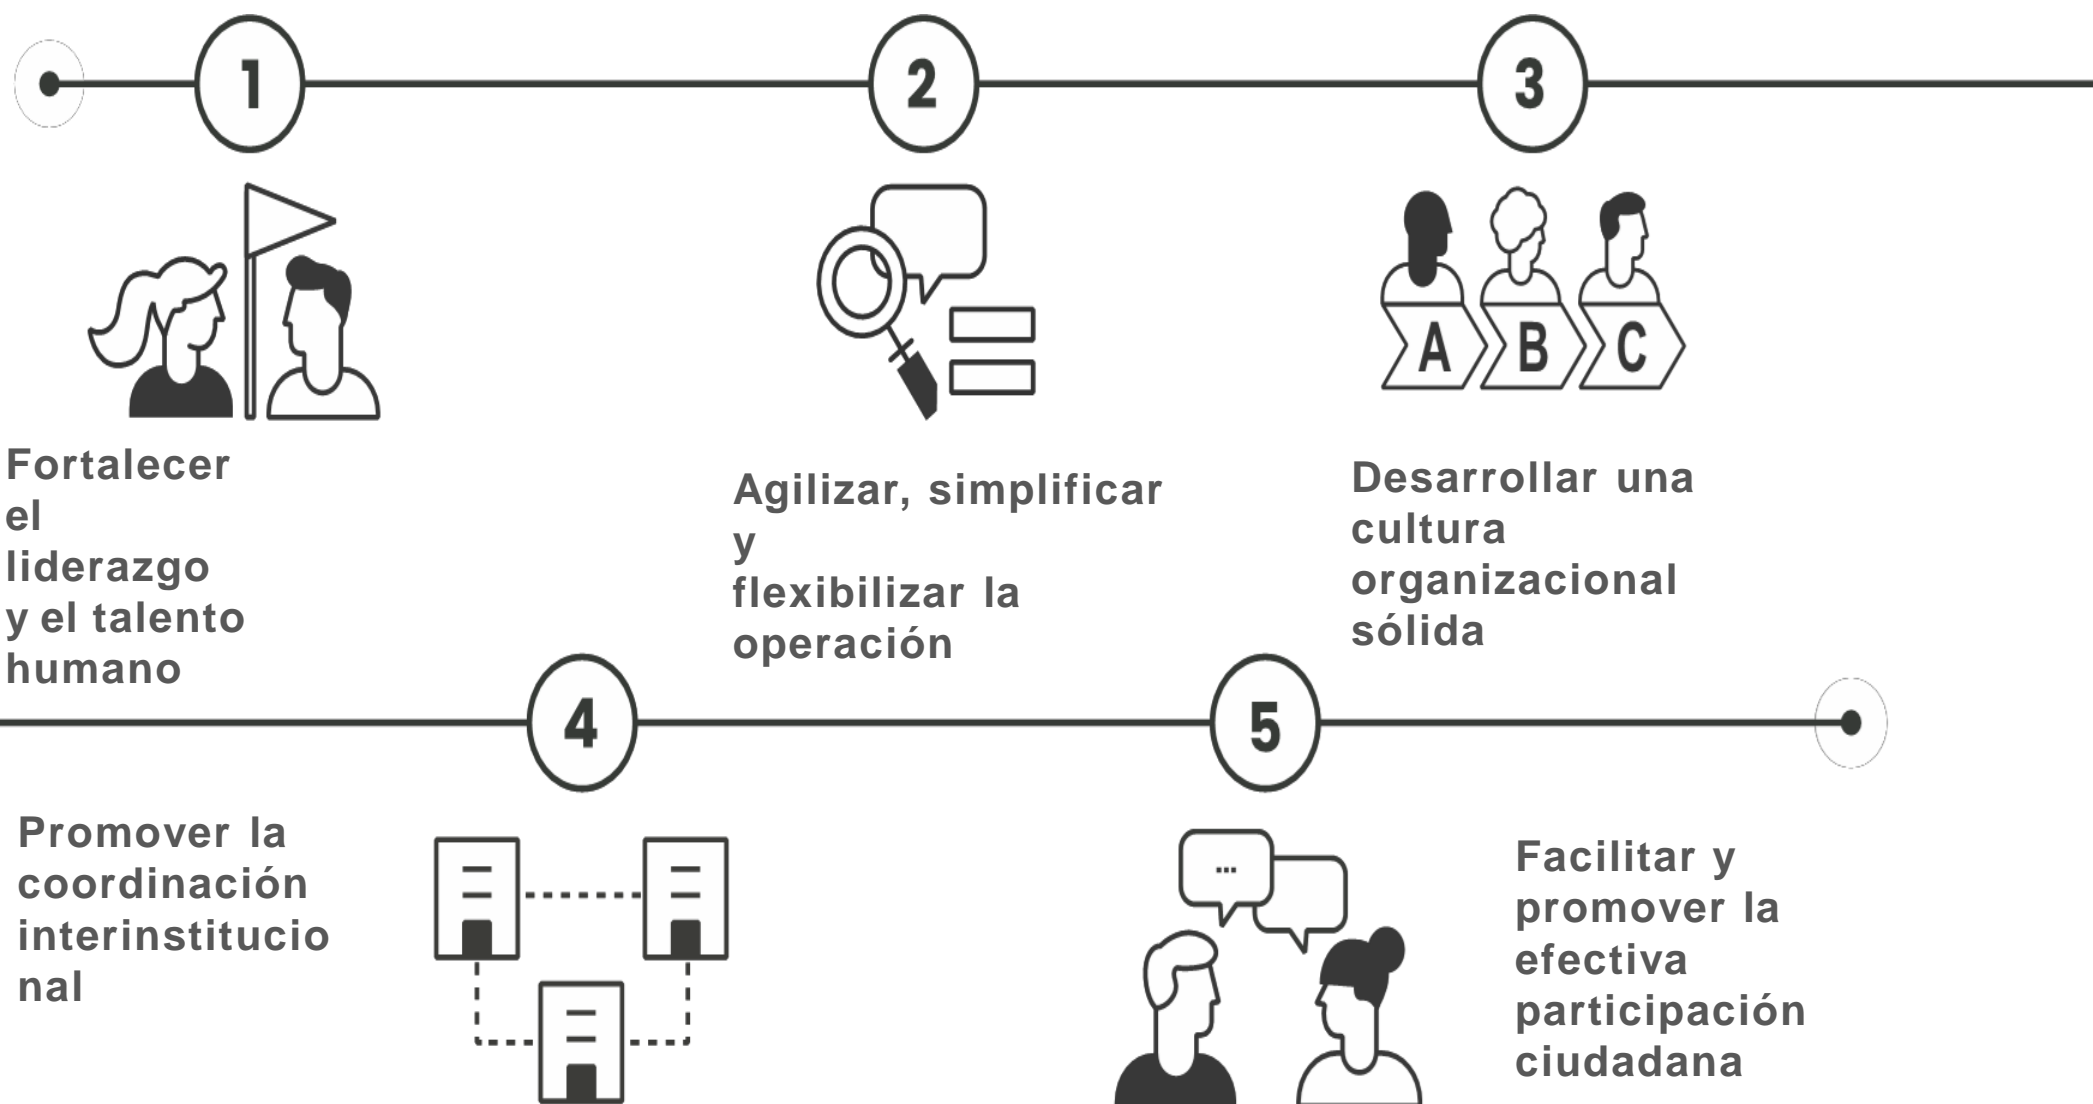 1
2
3
A
B
C
Fortalecer
el
liderazgo
y el talento
humano
Agilizar, simplificar
y
flexibilizar la
operación
Desarrollar una
cultura
organizacional
sólida
4
5
Promover la
coordinación
interinstitucio
nal
...
Facilitar y
promover la
efectiva
participación
ciudadana